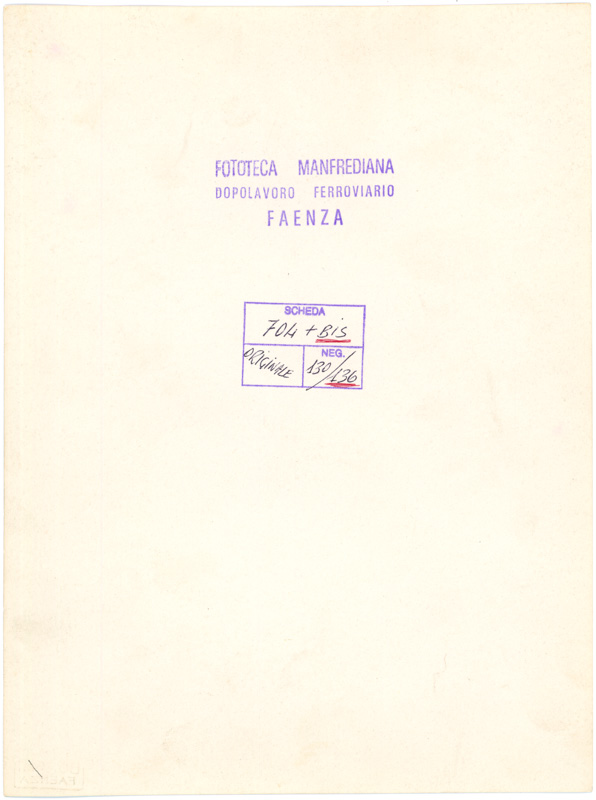 FOTOTECA MANFREDIANA
DOPOLAVORO FERROVIARIO
FAENZA
SCHEDA
704 + BIS
ORIGINALE
NEG.
130/136